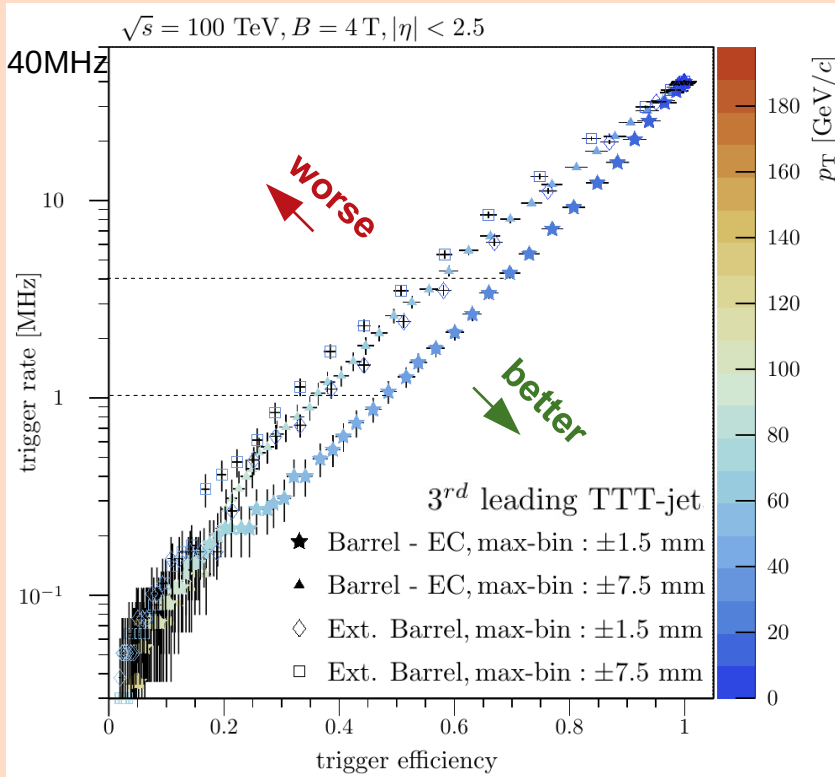 √s = 100 TeV, B = 4 T, |η| < 2.5
40MHz
worse
better
10
1
10⁻¹
trigger rate [MHz]
0 0.2 0.4 0.6 0.8 1
trigger efficiency
3ʳᵈ leading TTT-jet
Barrel - EC, max-bin : ±1.5 mm
Barrel - EC, max-bin : ±7.5 mm
Ext. Barrel, max-bin : ±1.5 mm
Ext. Barrel, max-bin : ±7.5 mm
180
160
140
120
100
80
60
40
20
0
p_T [GeV/c]